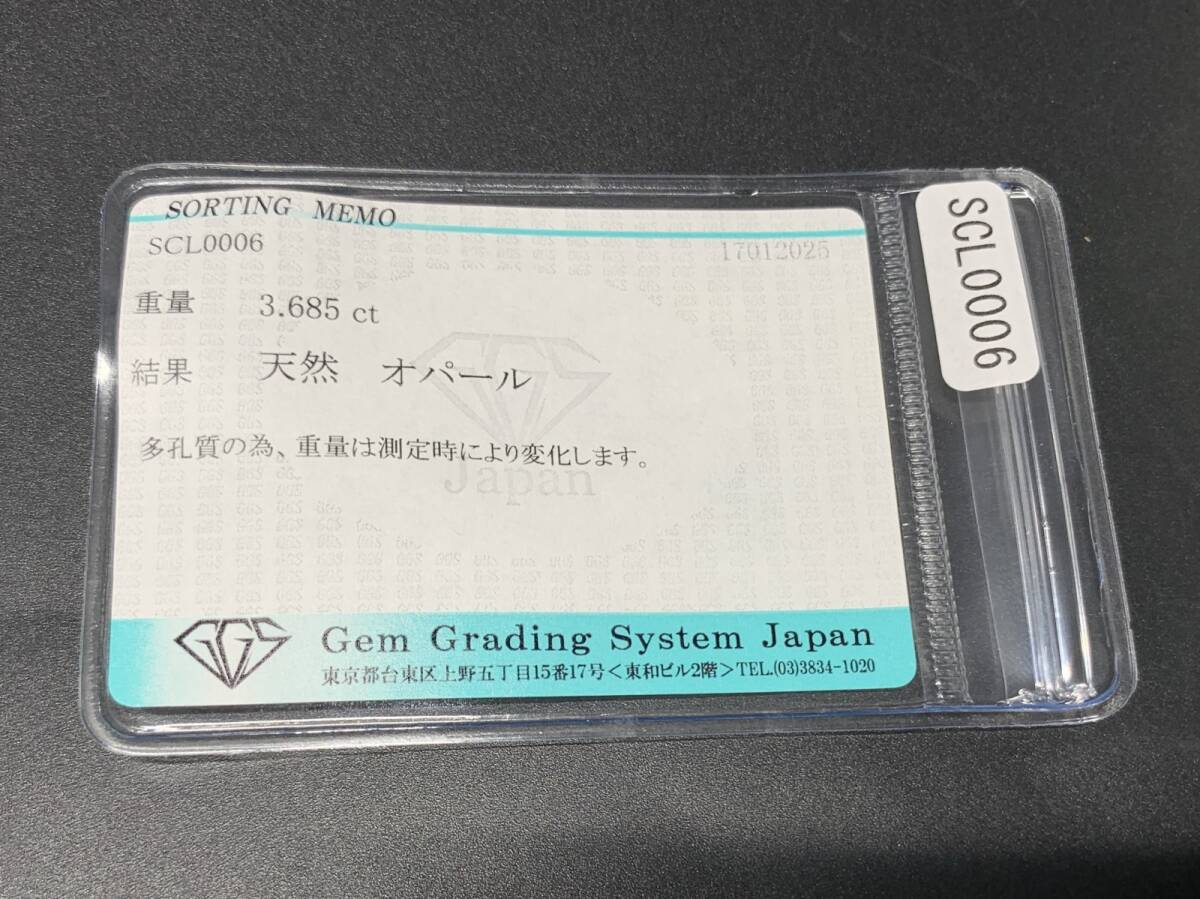 SORTING MEMO
SCL0006 17012025
重量 3.685 ct
結果 天然 オパール
多孔質の為、重量は測定時により変化します。
Japan
GGS Gem Grading System Japan
東京都台東区上野五丁目15番17号＜東和ビル2階＞TEL.(03)3834-1020
SCL0006